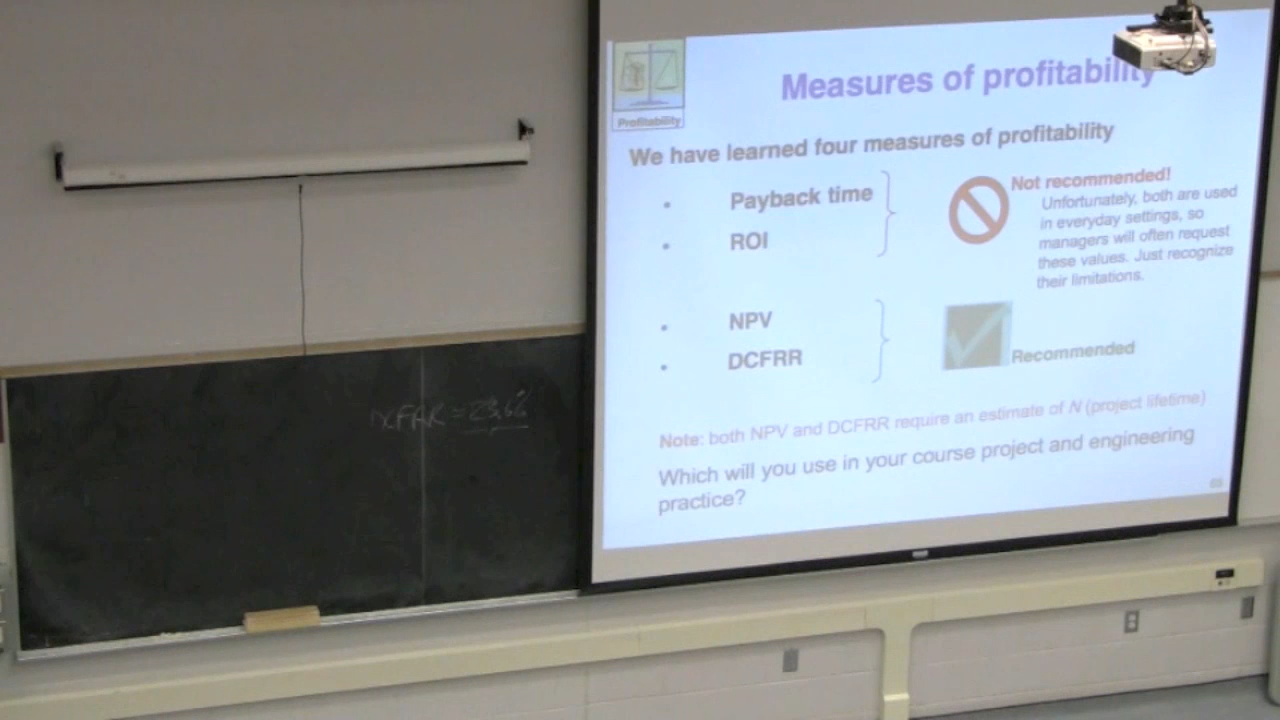 DCFRR = 23.6%
Profitability
Measures of profitability
We have learned four measures of profitability
• Payback time
• ROI
Not recommended!
Unfortunately, both are used
in everyday settings, so
managers will often request
these values. Just recognize
their limitations.
• NPV
• DCFRR
Recommended
Note: both NPV and DCFRR require an estimate of N (project lifetime)
Which will you use in your course project and engineering
practice?